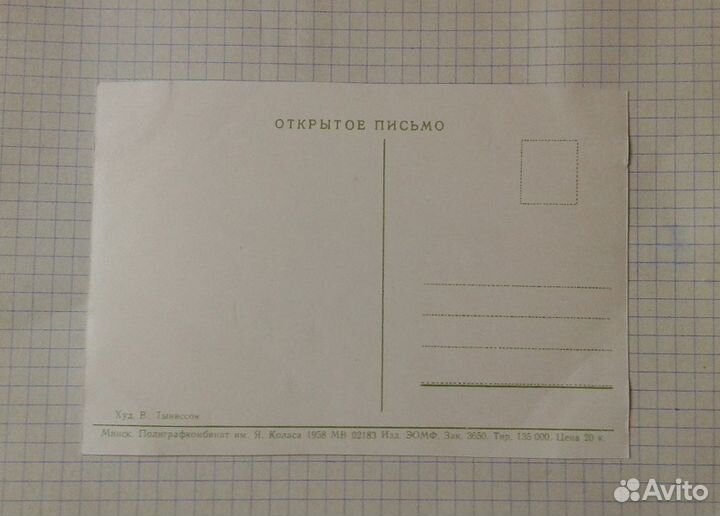 ОТКРЫТОЕ ПИСЬМО
Худ. В. Тыниссон
Минск. Полиграфкомбинат им. Я. Коласа 1958 МВ 02183 Изд. ЭОМФ. Зак. 3650. Тир. 135 000. Цена 20 к.
Avito